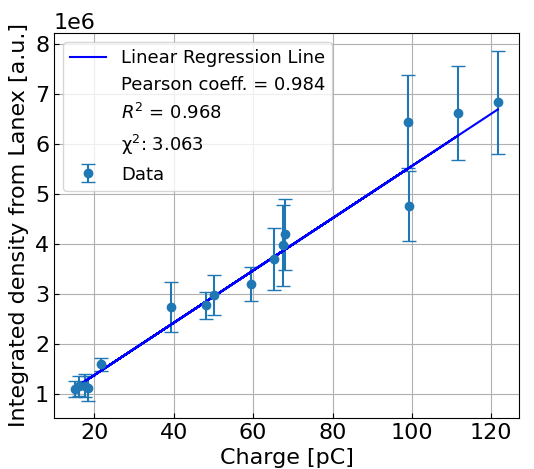 1e6
8
7
6
5
4
3
2
1
Integrated density from Lanex [a.u.]
Linear Regression Line
Pearson coeff. = 0.984
R² = 0.968
χ²: 3.063
Data
20 40 60 80 100 120
Charge [pC]